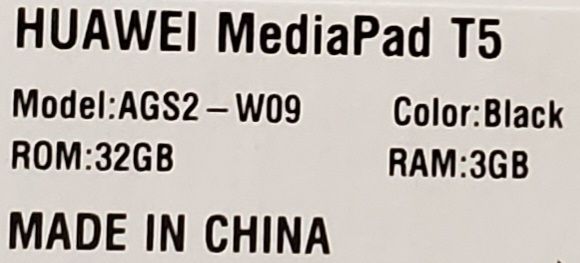 HUAWEI MediaPad T5
Model:AGS2-W09 Color:Black
ROM:32GB RAM:3GB
MADE IN CHINA